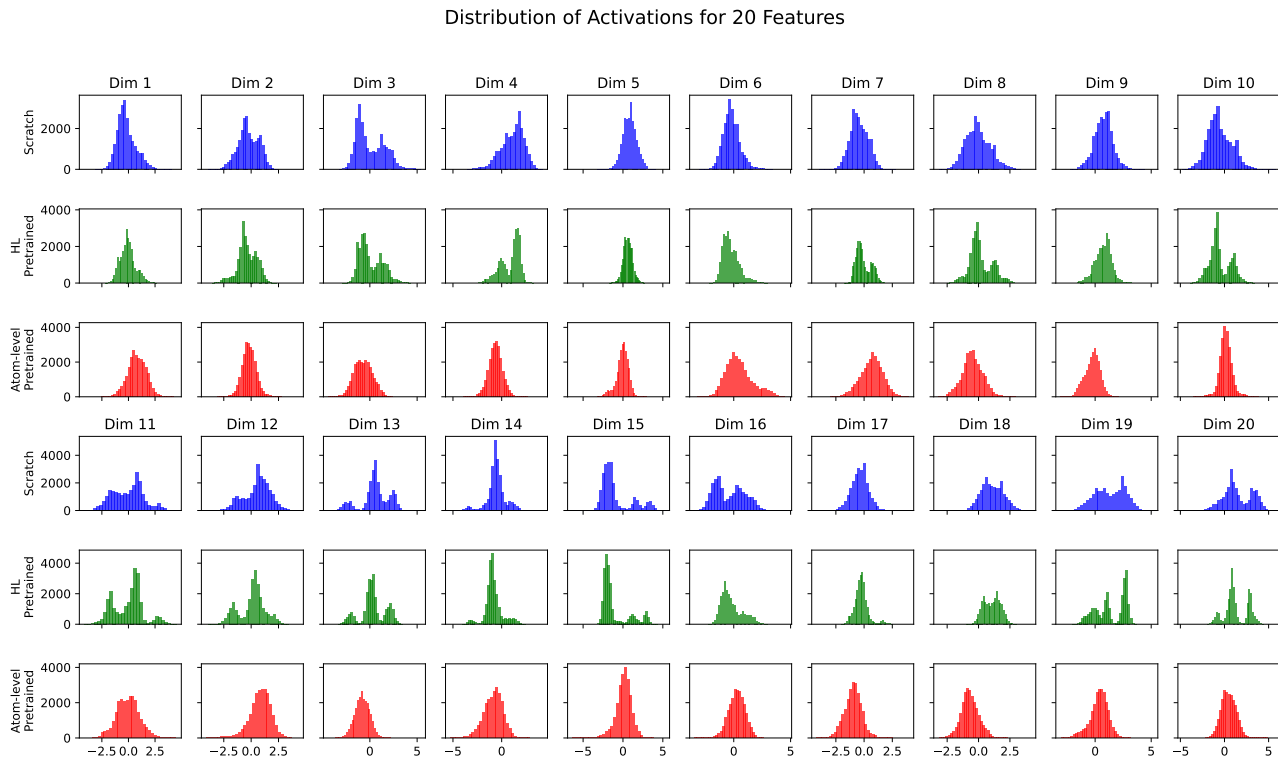 Distribution of Activations for 20 Features
Dim 1 Dim 2 Dim 3 Dim 4 Dim 5 Dim 6 Dim 7 Dim 8 Dim 9 Dim 10
Scratch
2000
0
HL
Pretrained
4000
2000
0
Atom-level
Pretrained
4000
2000
0
Dim 11 Dim 12 Dim 13 Dim 14 Dim 15 Dim 16 Dim 17 Dim 18 Dim 19 Dim 20
Scratch
4000
2000
0
HL
Pretrained
4000
2000
0
Atom-level
Pretrained
4000
2000
0
−2.5 0.0 2.5 −2.5 0.0 2.5 0 5 −5 0 0 5 0 5 −2.5 0.0 2.5 −2.5 0.0 2.5 0 5 −5 0 5